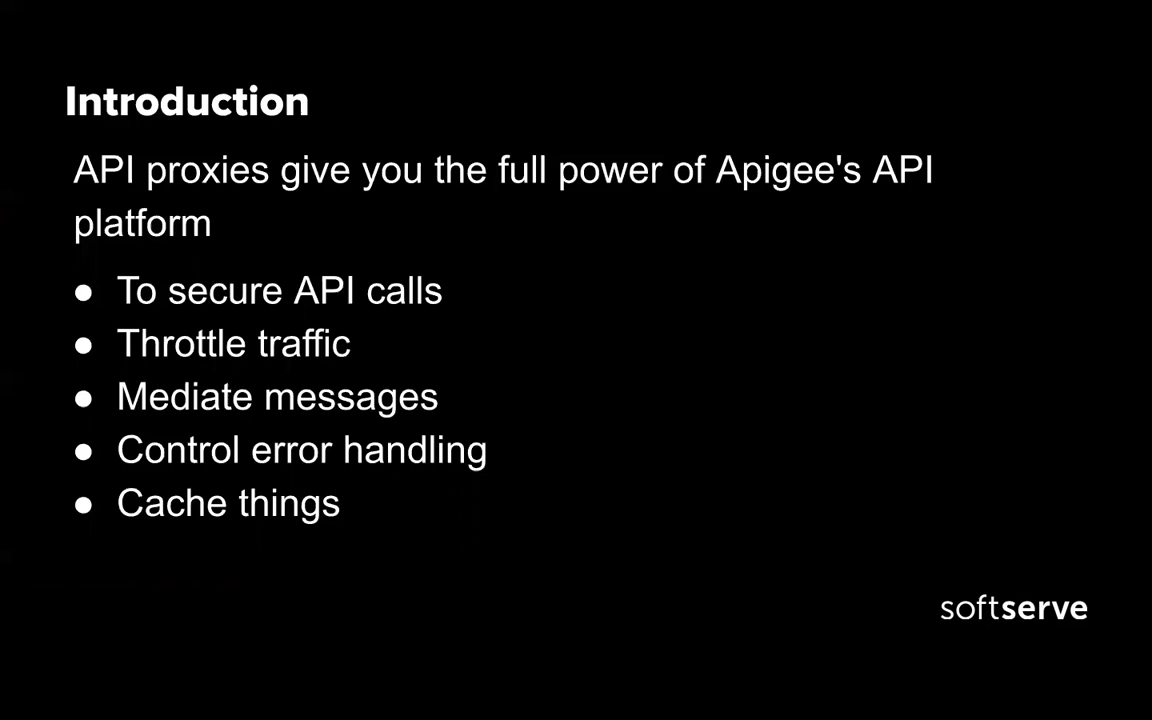 Introduction
API proxies give you the full power of Apigee's API
platform
● To secure API calls
● Throttle traffic
● Mediate messages
● Control error handling
● Cache things
softserve